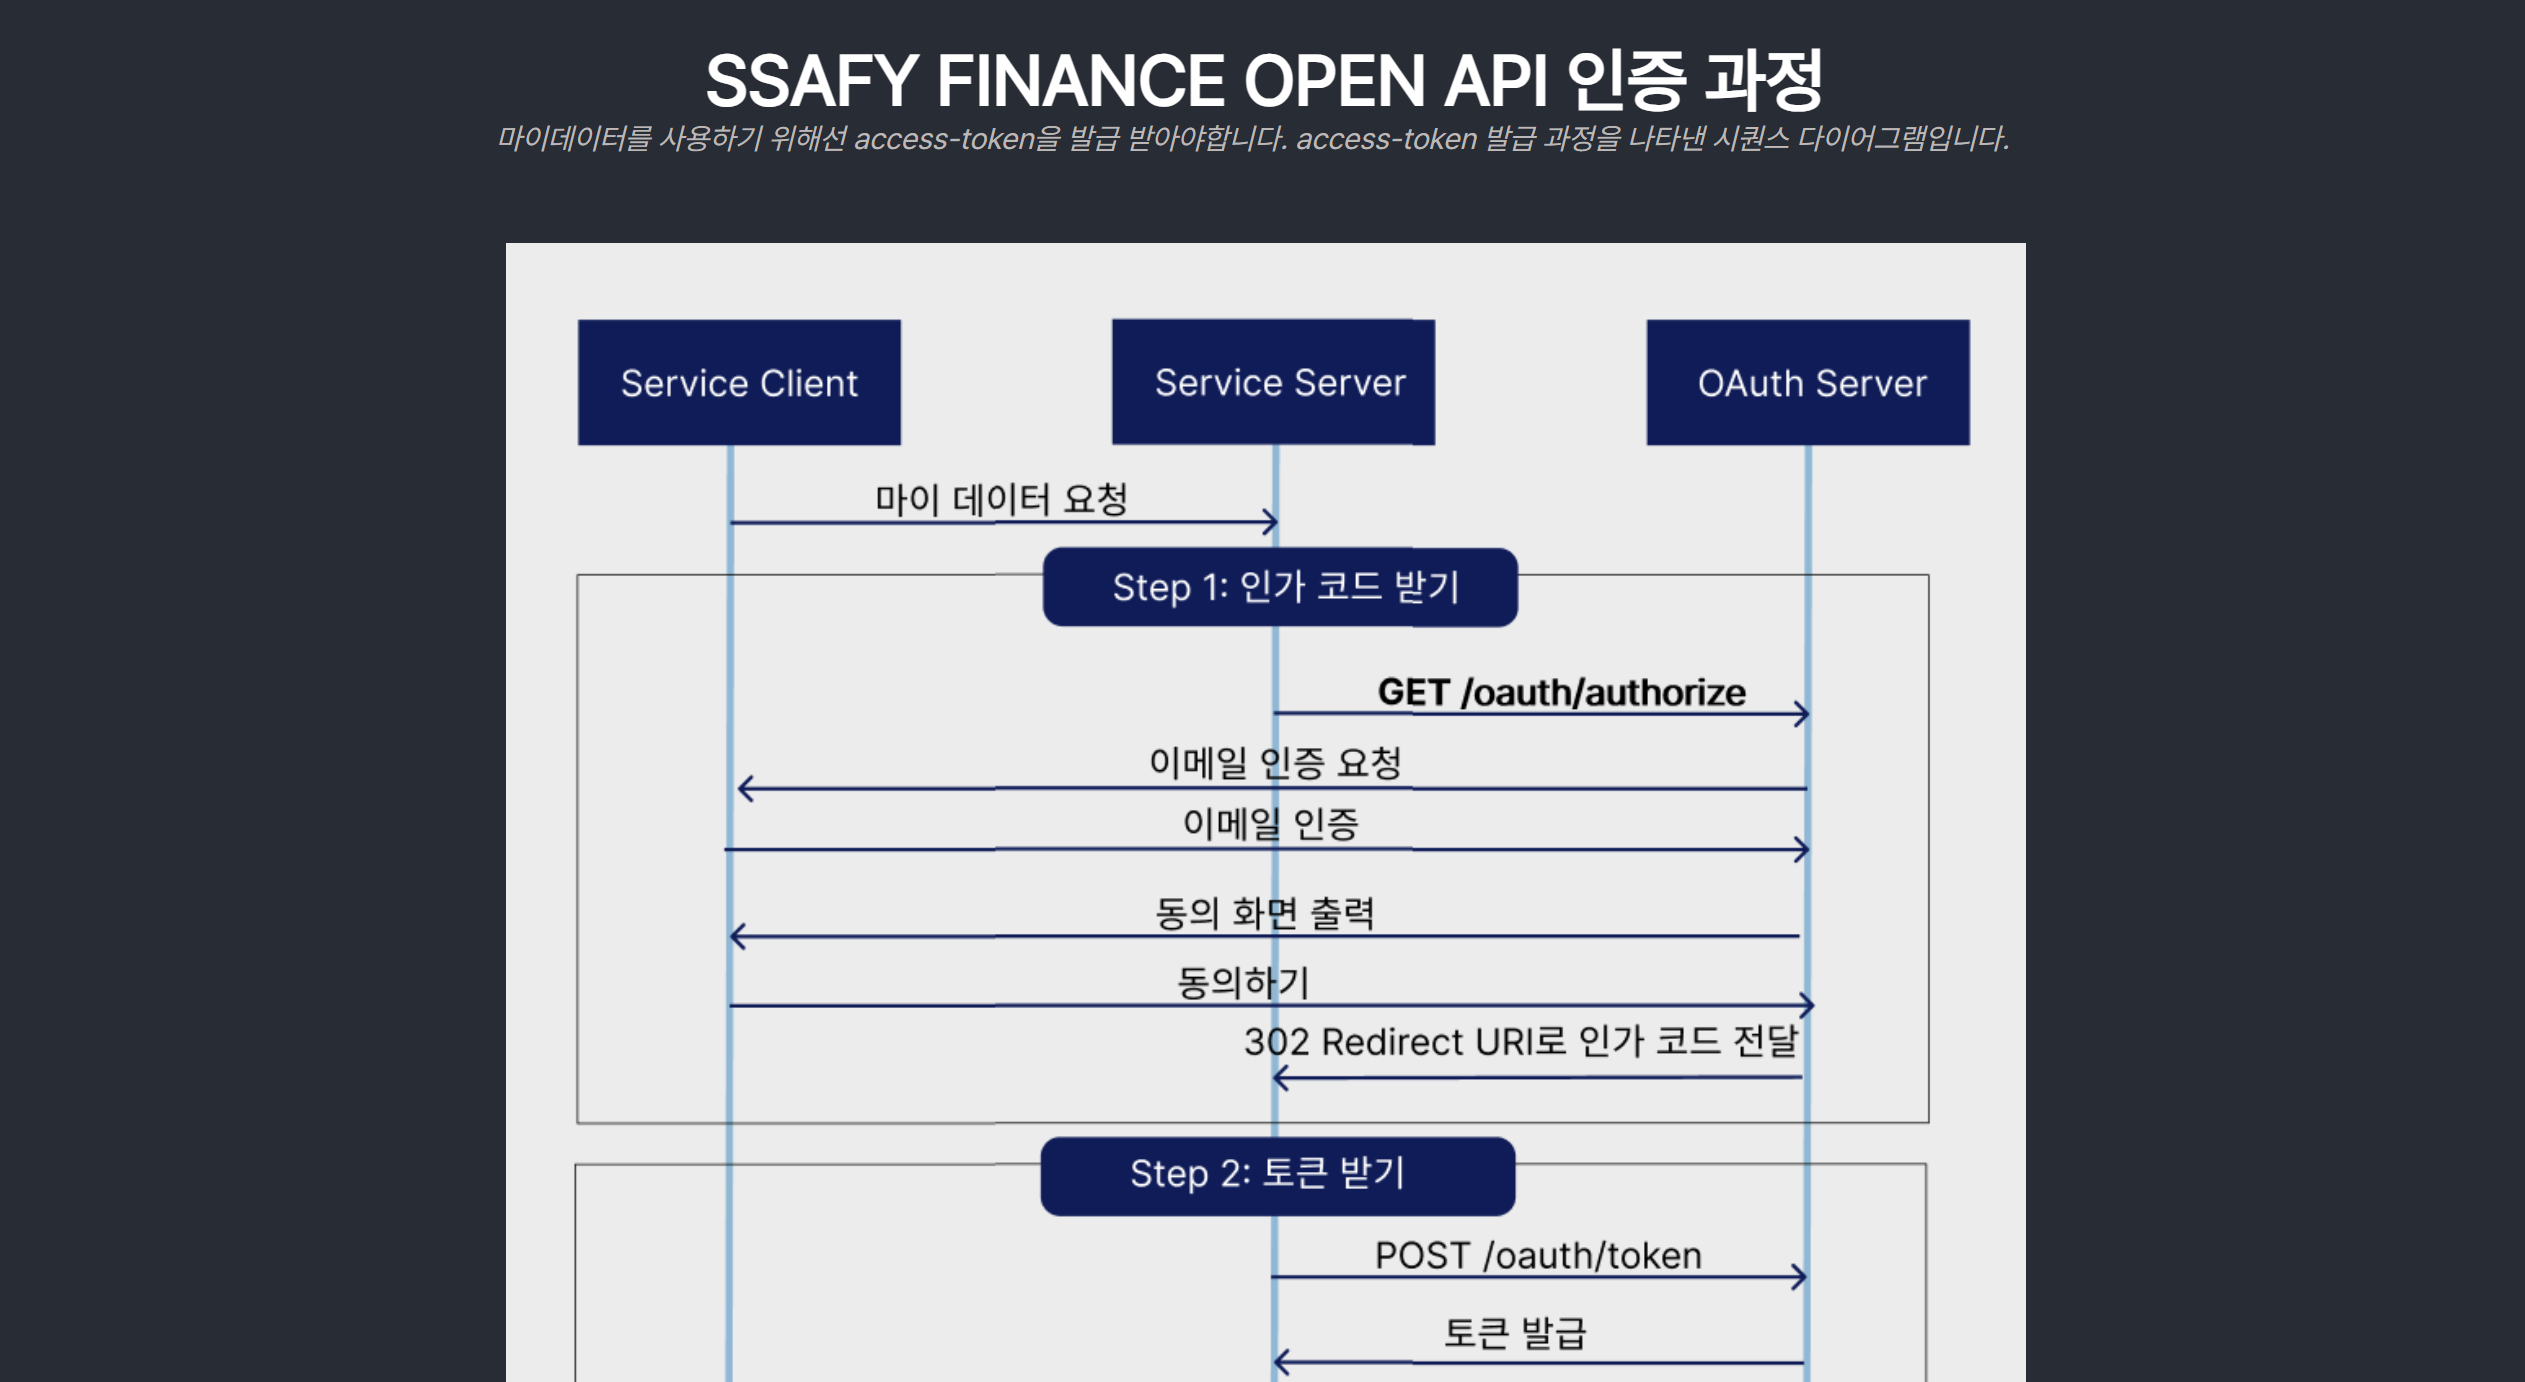 SSAFY FINANCE OPEN API 인증 과정
마이데이터를 사용하기 위해선 access-token을 발급 받아야합니다. access-token 발급 과정을 나타낸 시퀀스 다이어그램입니다.
Service Client
Service Server
OAuth Server
마이 데이터 요청
Step 1: 인가 코드 받기
GET /oauth/authorize
이메일 인증 요청
이메일 인증
동의 화면 출력
동의하기
302 Redirect URI로 인가 코드 전달
Step 2: 토큰 받기
POST /oauth/token
토큰 발급